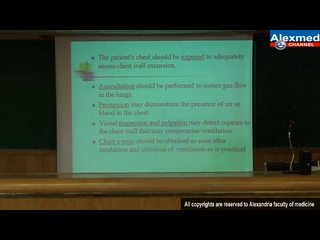 Alexmed
CHANNEL
The patient's chest should be exposed to adequately
assess chest wall excursion.
Auscultation should be performed to assure gas flow
in the lungs.
Percussion may demonstrate the presence of air or
blood in the chest.
Visual inspection and palpation may detect injuries to
the chest wall that may compromise ventilation.
Chest x-rays should be obtained as soon after
intubation and initiation of ventilation as is practical.
All copyrights are reserved to Alexandria faculty of medicine